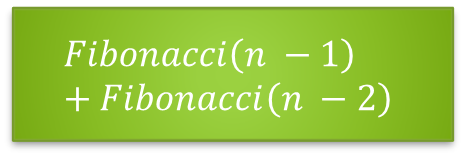 Fibonacci(n − 1)
+ Fibonacci(n − 2)